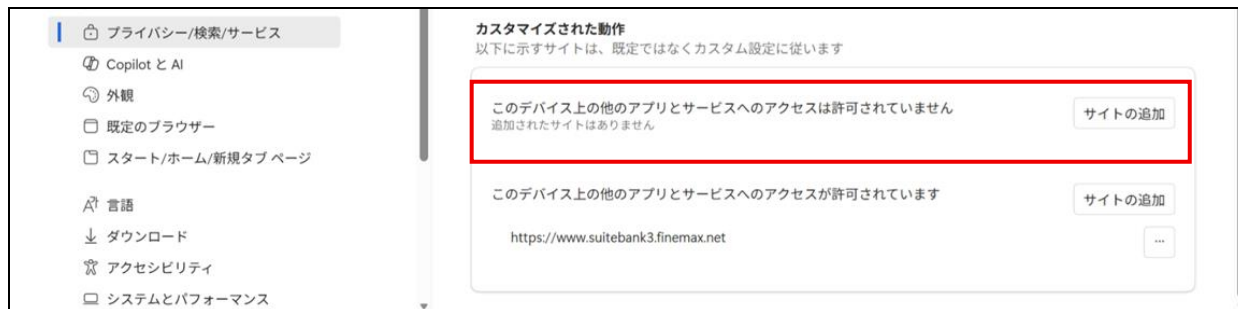 プライバシー/検索/サービス
Copilot と AI
外観
既定のブラウザー
スタート/ホーム/新規タブ ページ
言語
ダウンロード
アクセシビリティ
システムとパフォーマンス
カスタマイズされた動作
以下に示すサイトは、既定ではなくカスタム設定に従います
このデバイス上の他のアプリとサービスへのアクセスは許可されていません
追加されたサイトはありません
サイトの追加
このデバイス上の他のアプリとサービスへのアクセスが許可されています
サイトの追加
https://www.suitebank3.finemax.net
...